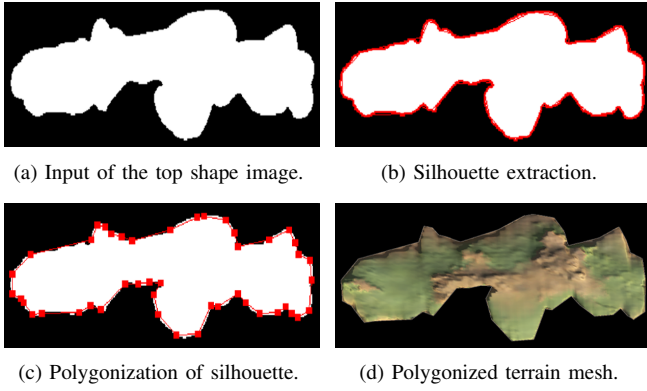 (a) Input of the top shape image.
(b) Silhouette extraction.
(c) Polygonization of silhouette.
(d) Polygonized terrain mesh.